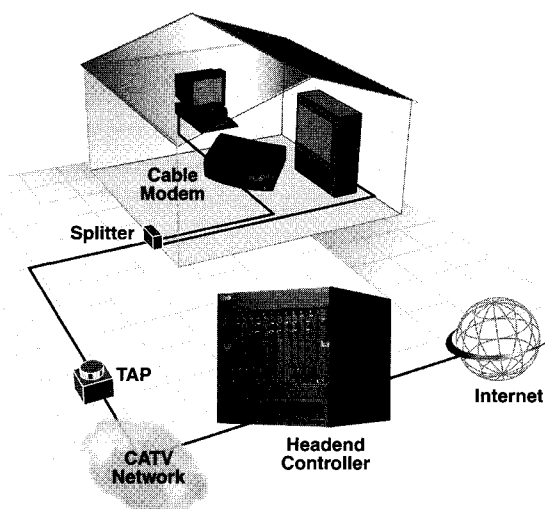 Cable
Modem
Splitter
TAP
Internet
CATV
Network
Headend
Controller